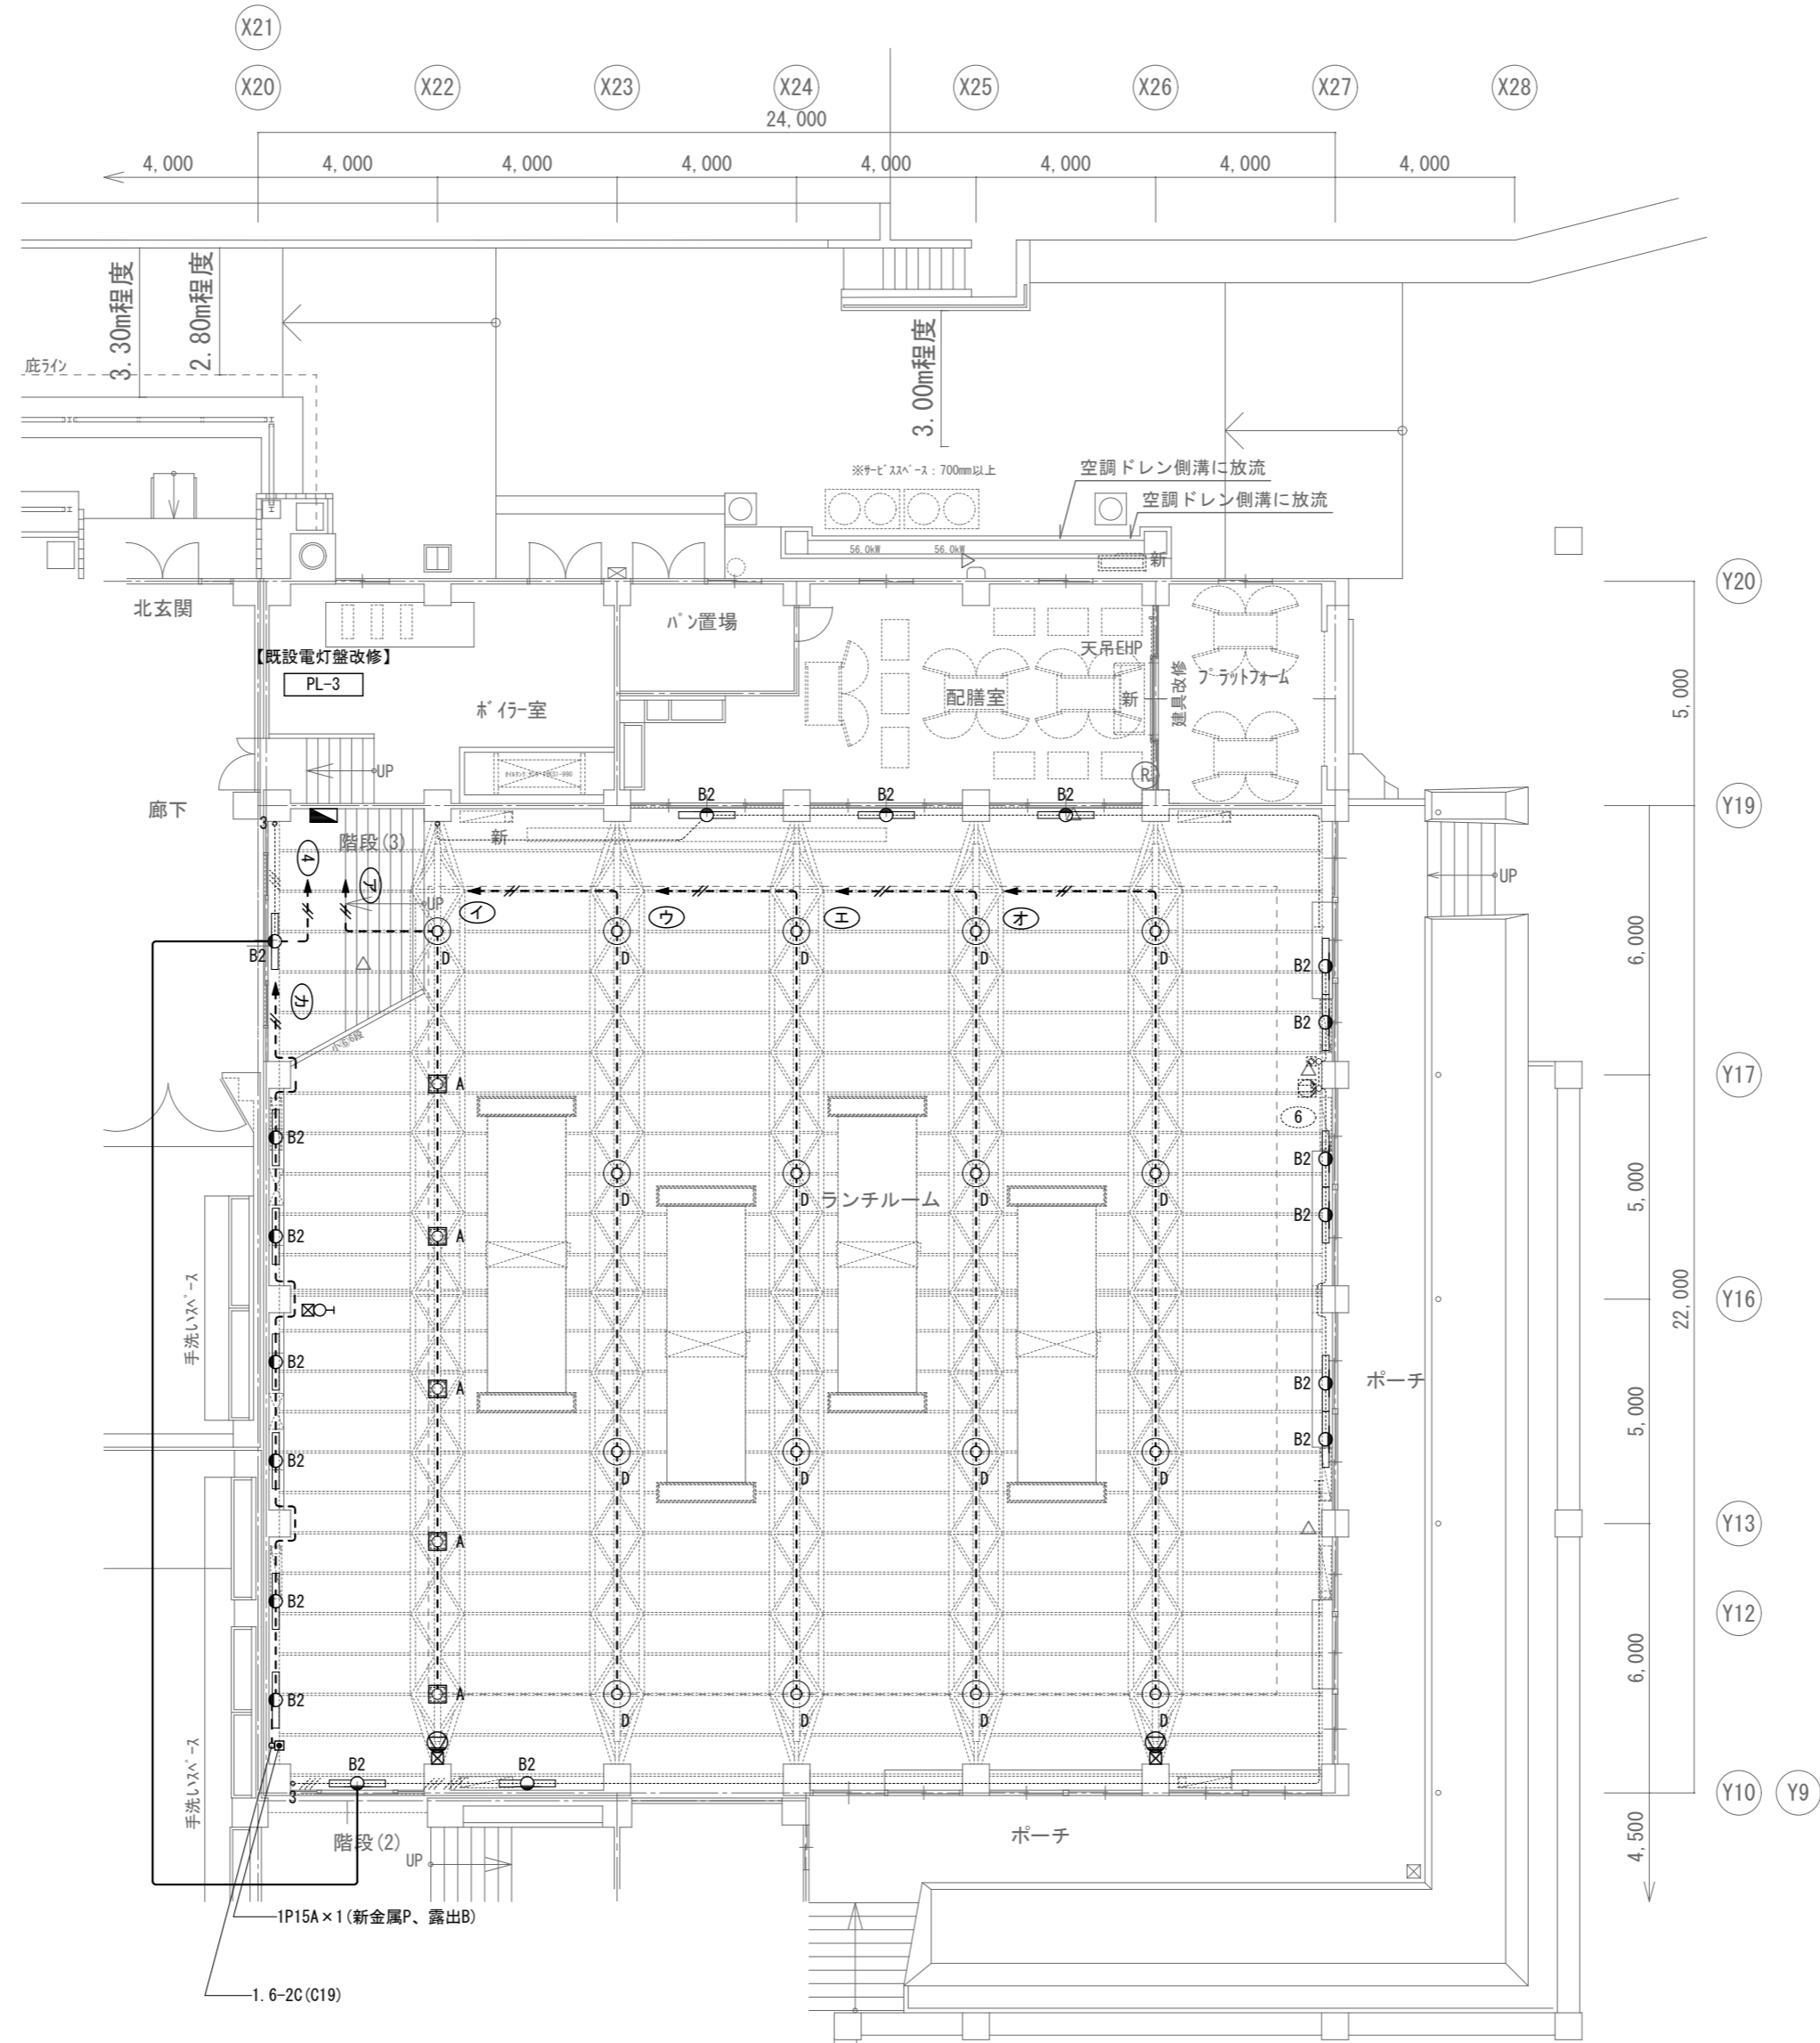 X21
X20 X22 X23 X24 X25 X26 X27 X28
24,000
4,000 4,000 4,000 4,000 4,000 4,000 4,000 4,000
3.30m程度
2.80m程度
3.00m程度
庇ライン
※サービススペース：700mm以上
空調ドレン側溝に放流
空調ドレン側溝に放流
56.0kW 56.0kW
新
Y20
北玄関
パン置場
【既設電灯盤改修】
PL-3
天吊EHP
新
建具改修
プラットフォーム
配膳室
ボイラー室
5,000
UP
R
廊下
B2 B2 B2
Y19
3
階段(3)
新
4
ア
UP
イ ウ エ オ
UP
D D D D D
B2
B2
カ
B2
6,000
A
Y17
6
B2
B2
D D D D
ランチルーム
B2
5,000
B2
A
手洗いスペース
Y16
22,000
B2
A
B2
ポーチ
B2
B2
D D D D
5,000
A
Y13
B2
Y12
B2
A
D D D D
6,000
手洗いスペース
B2 B2
3
Y10 Y9
階段(2)
UP
ポーチ
4,500
1P15A×1(新金属P、露出B)
1.6-2C(C19)